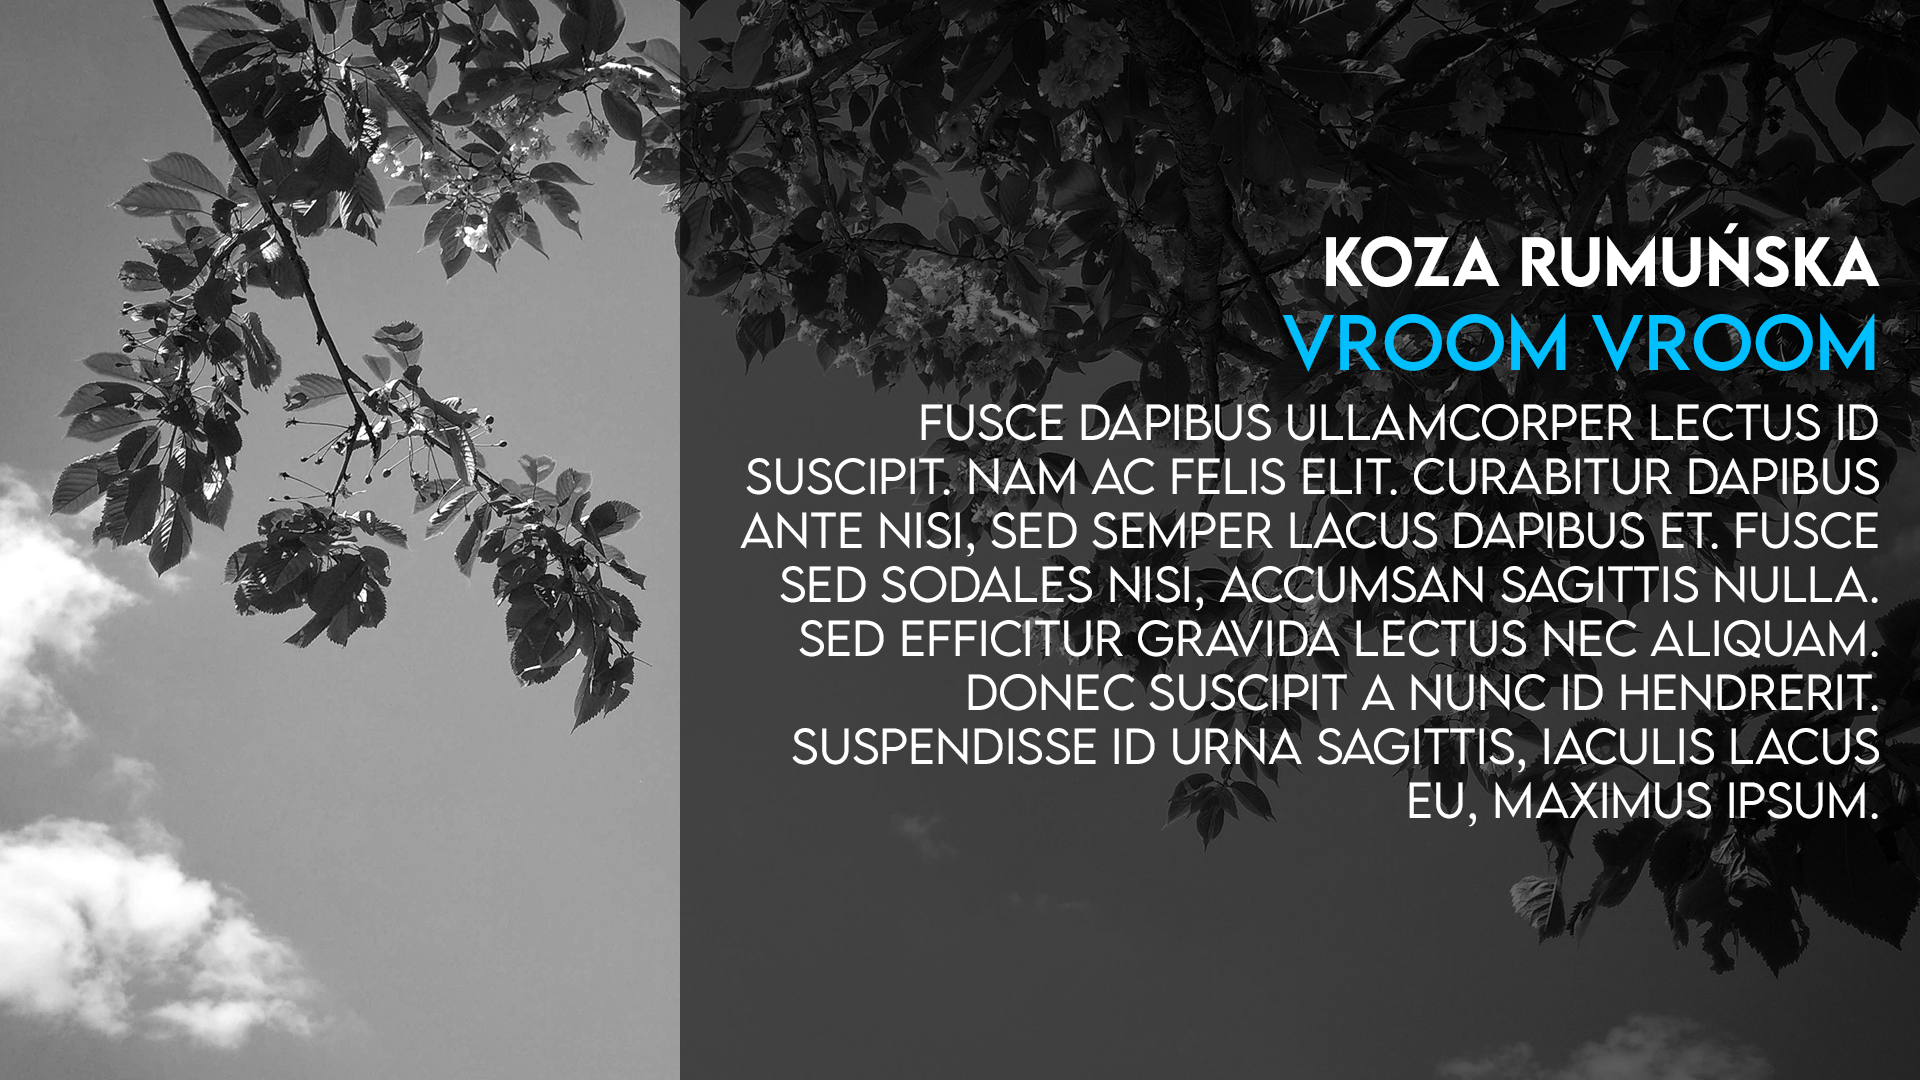 KOZA RUMUŃSKA
VROOM VROOM
FUSCE DAPIBUS ULLAMCORPER LECTUS ID
SUSCIPIT. NAM AC FELIS ELIT. CURABITUR DAPIBUS
ANTE NISI, SED SEMPER LACUS DAPIBUS ET. FUSCE
SED SODALES NISI, ACCUMSAN SAGITTIS NULLA.
SED EFFICITUR GRAVIDA LECTUS NEC ALIQUAM.
DONEC SUSCIPIT A NUNC ID HENDRERIT.
SUSPENDISSE ID URNA SAGITTIS, IACULIS LACUS
EU, MAXIMUS IPSUM.